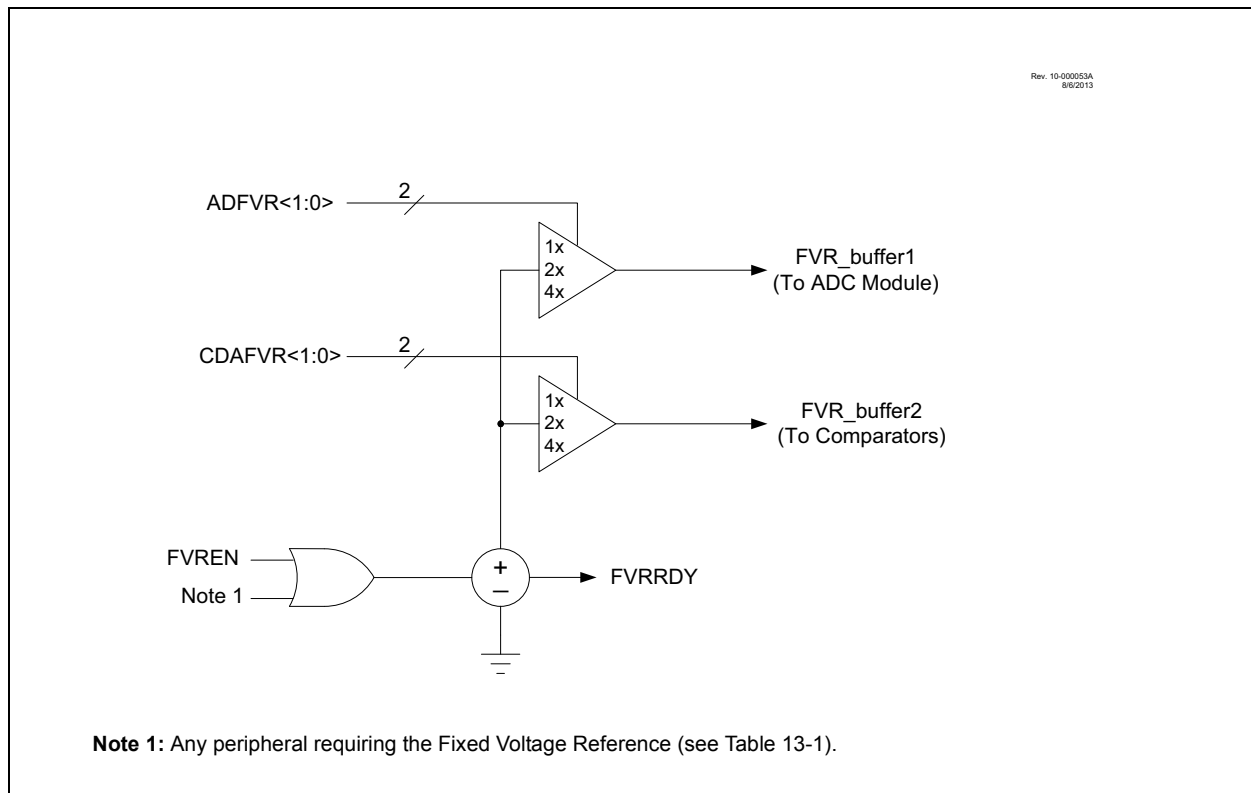 Rev. 10-000053A
8/6/2013
ADFVR<1:0>
2
1x
2x
4x
FVR_buffer1
(To ADC Module)
CDAFVR<1:0>
2
1x
2x
4x
FVR_buffer2
(To Comparators)
FVREN
Note 1
+
–
FVRRDY
Note 1: Any peripheral requiring the Fixed Voltage Reference (see Table 13-1).